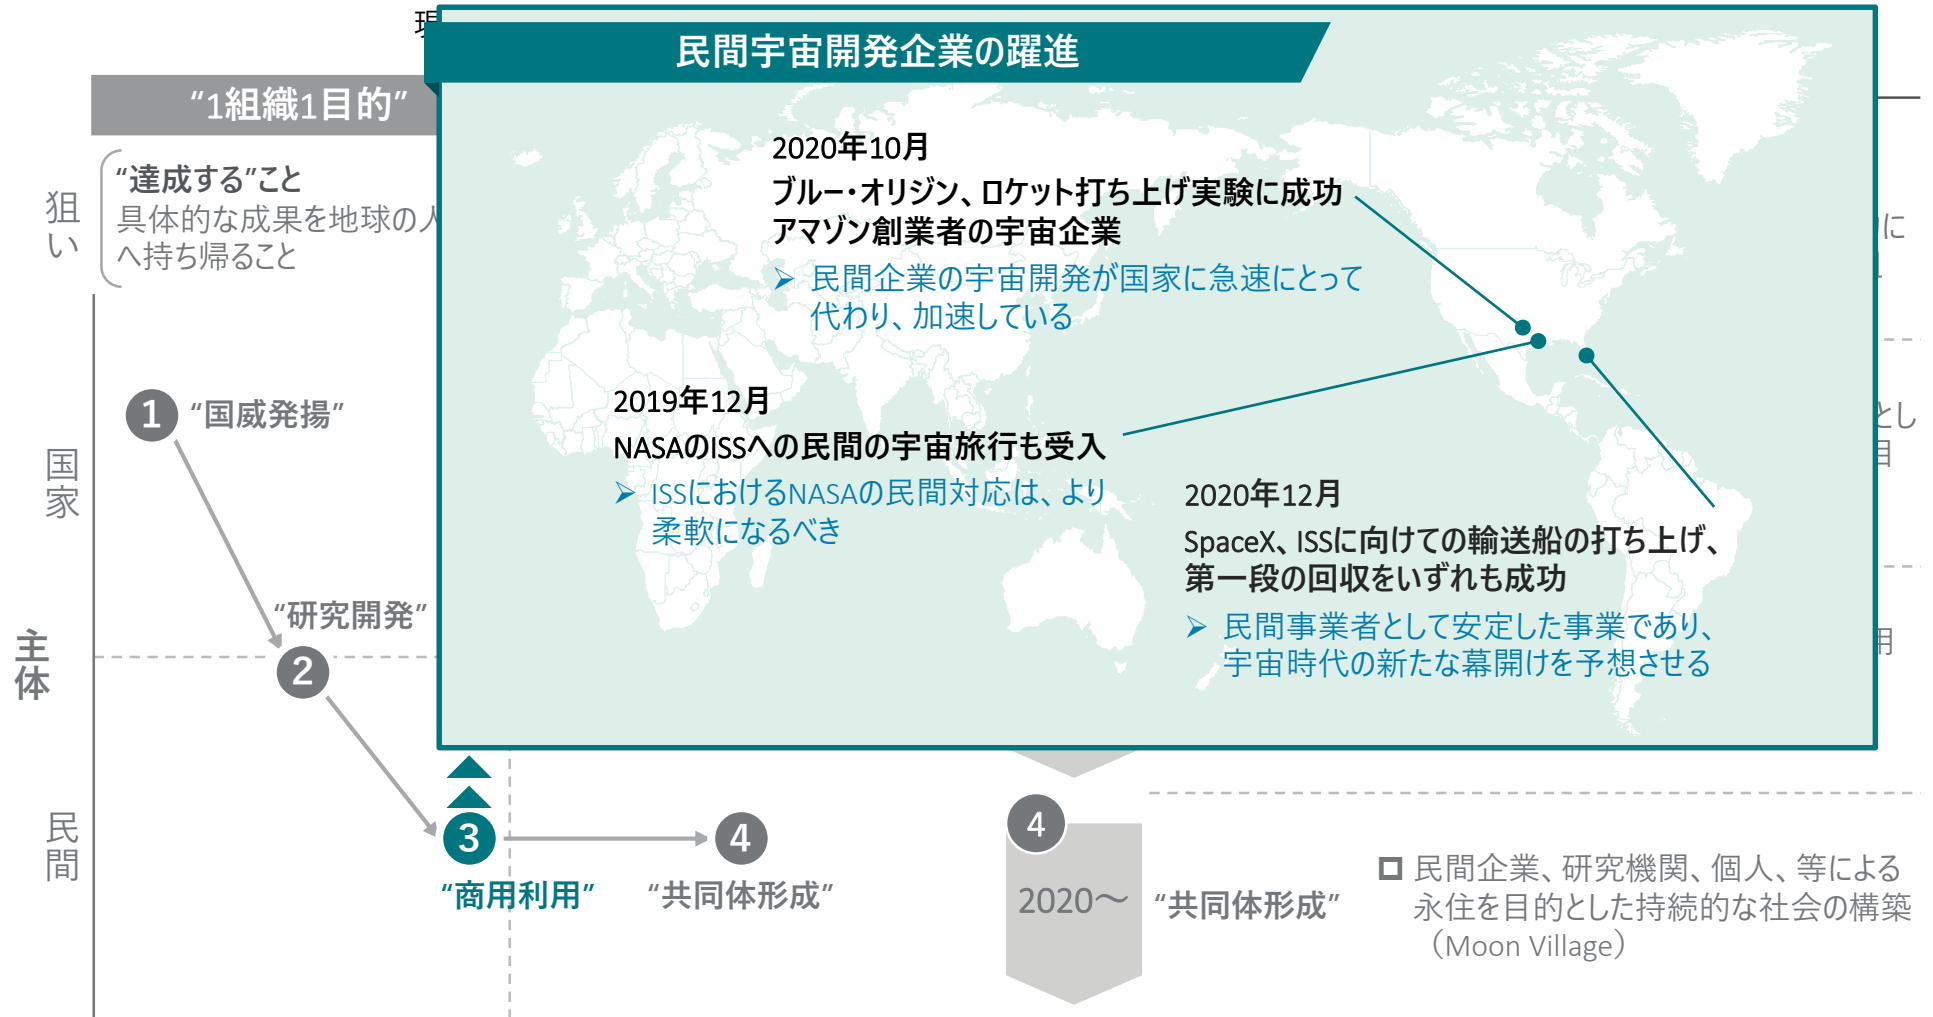 現
民間宇宙開発企業の躍進
“1組織1目的”
狙い
“達成する”こと
具体的な成果を地球の人
へ持ち帰ること
2020年10月
ブルー・オリジン、ロケット打ち上げ実験に成功
アマゾン創業者の宇宙企業
➢ 民間企業の宇宙開発が国家に急速にとって
代わり、加速している
に
2019年12月
NASAのISSへの民間の宇宙旅行も受入
➢ ISSにおけるNASAの民間対応は、より
柔軟になるべき
2020年12月
SpaceX、ISSに向けての輸送船の打ち上げ、
第一段の回収をいずれも成功
➢ 民間事業者として安定した事業であり、
宇宙時代の新たな幕開けを予想させる
とし
目
用
主体
国家
民間
1
“国威発揚”
“研究開発”
2
3
“商用利用”
4
“共同体形成”
4
2020～
“共同体形成”
民間企業、研究機関、個人、等による
永住を目的とした持続的な社会の構築
（Moon Village）